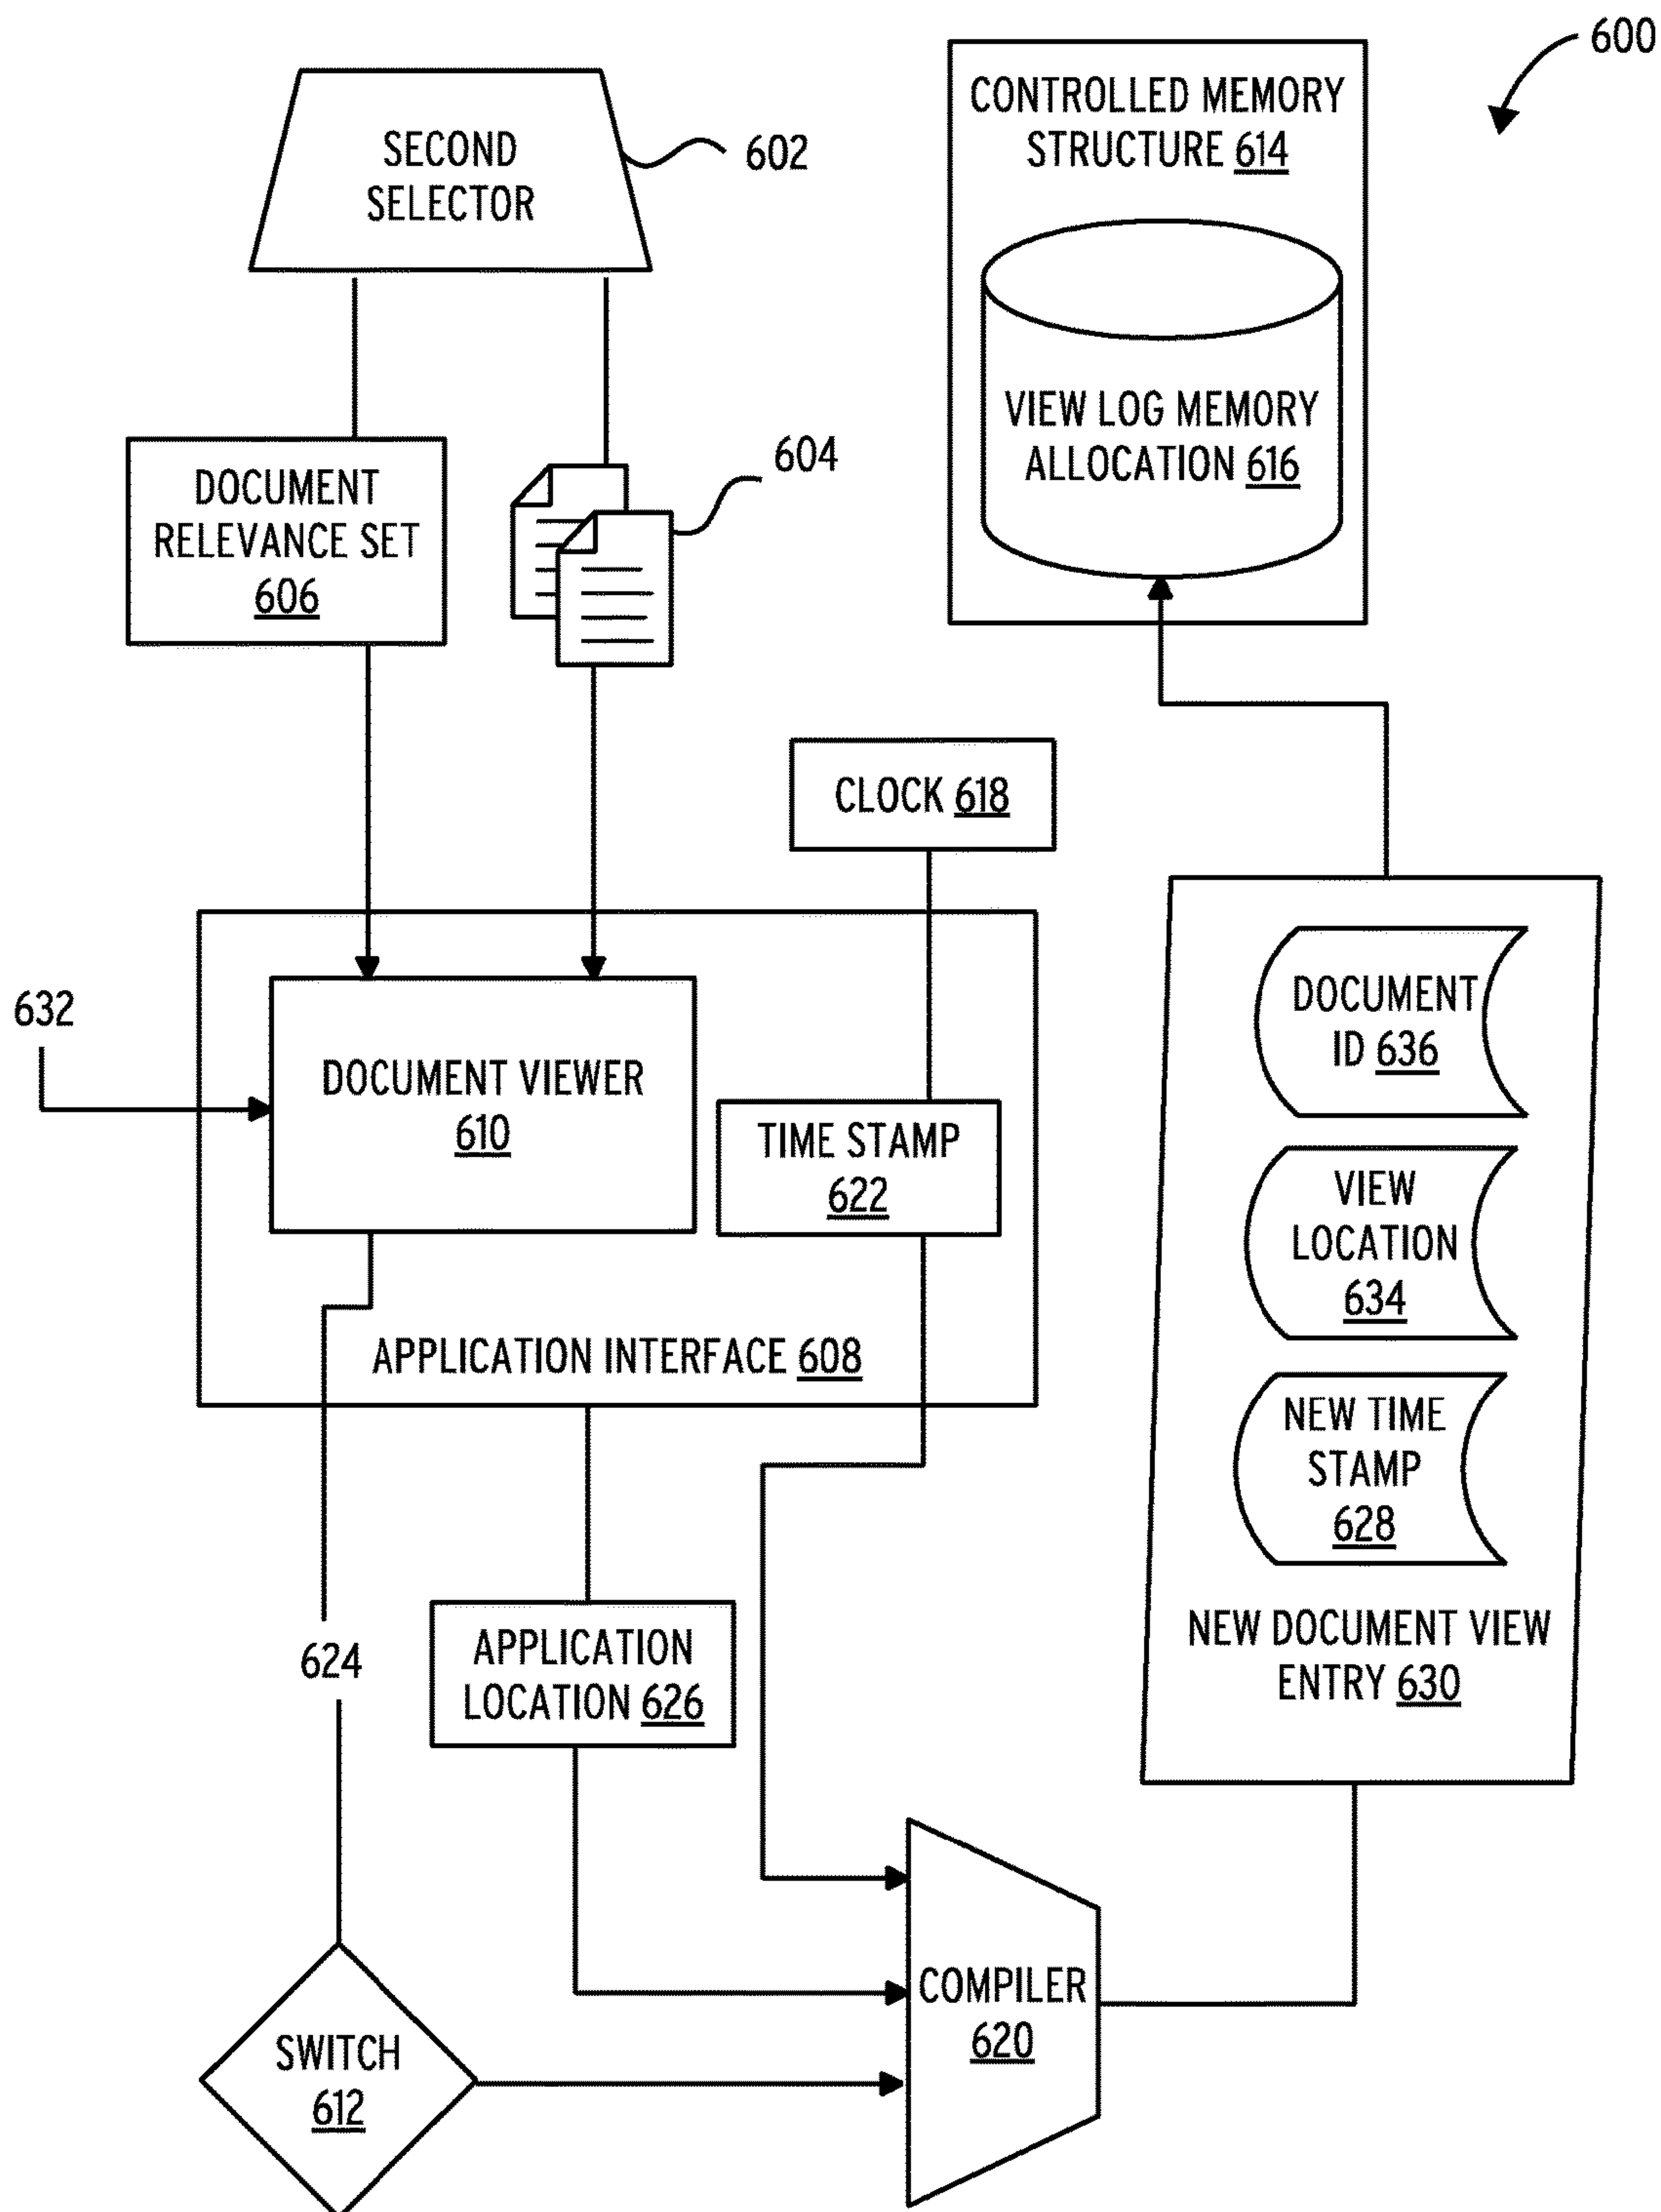 600
SECOND
SELECTOR
602
CONTROLLED MEMORY
STRUCTURE 614
VIEW LOG MEMORY
ALLOCATION 616
DOCUMENT
RELEVANCE SET
606
604
CLOCK 618
632
DOCUMENT VIEWER
610
TIME STAMP
622
APPLICATION INTERFACE 608
DOCUMENT
ID 636
VIEW
LOCATION
634
NEW TIME
STAMP
628
NEW DOCUMENT VIEW
ENTRY 630
624
APPLICATION
LOCATION 626
COMPILER
620
SWITCH
612